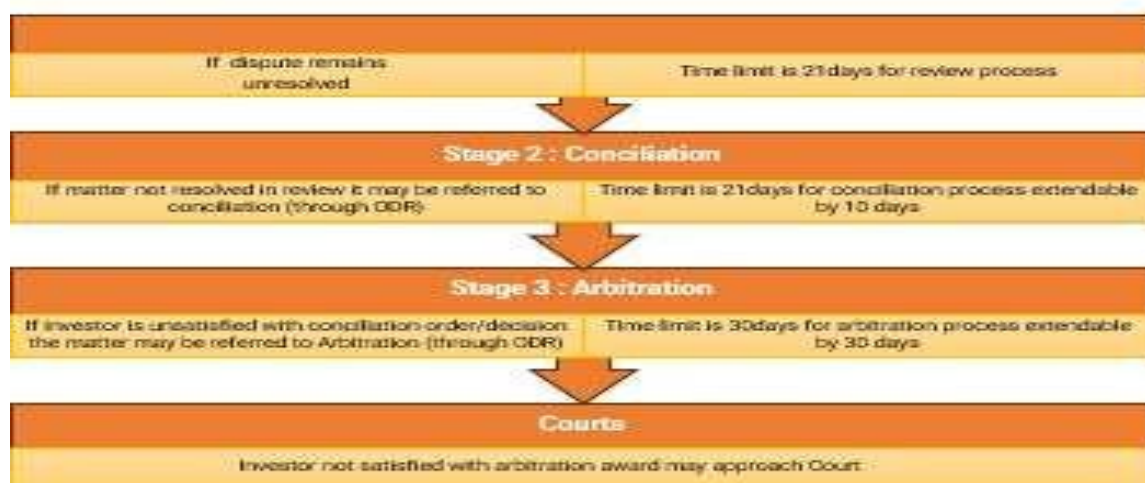 If dispute remains
unresolved
Time limit is 21days for review process
Stage 2 : Conciliation
If matter not resolved in review it may be referred to
conciliation (through ODR)
Time limit is 21days for conciliation process extendable
by 10 days
Stage 3 : Arbitration
If investor is unsatisfied with conciliation order/decision
the matter may be referred to Arbitration (through ODR)
Time limit is 30days for arbitration process extendable
by 30 days
Courts
Investor not satisfied with arbitration award may approach Court